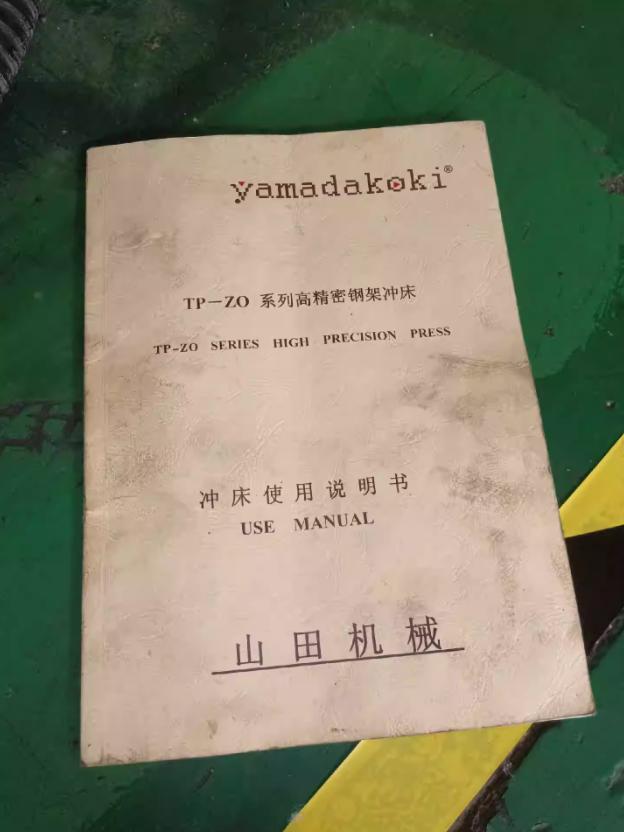 yamadakoki®
TP-ZO 系列高精密钢架冲床
TP-ZO SERIES HIGH PRECISION PRESS
冲床使用说明书
USE MANUAL
山田机械